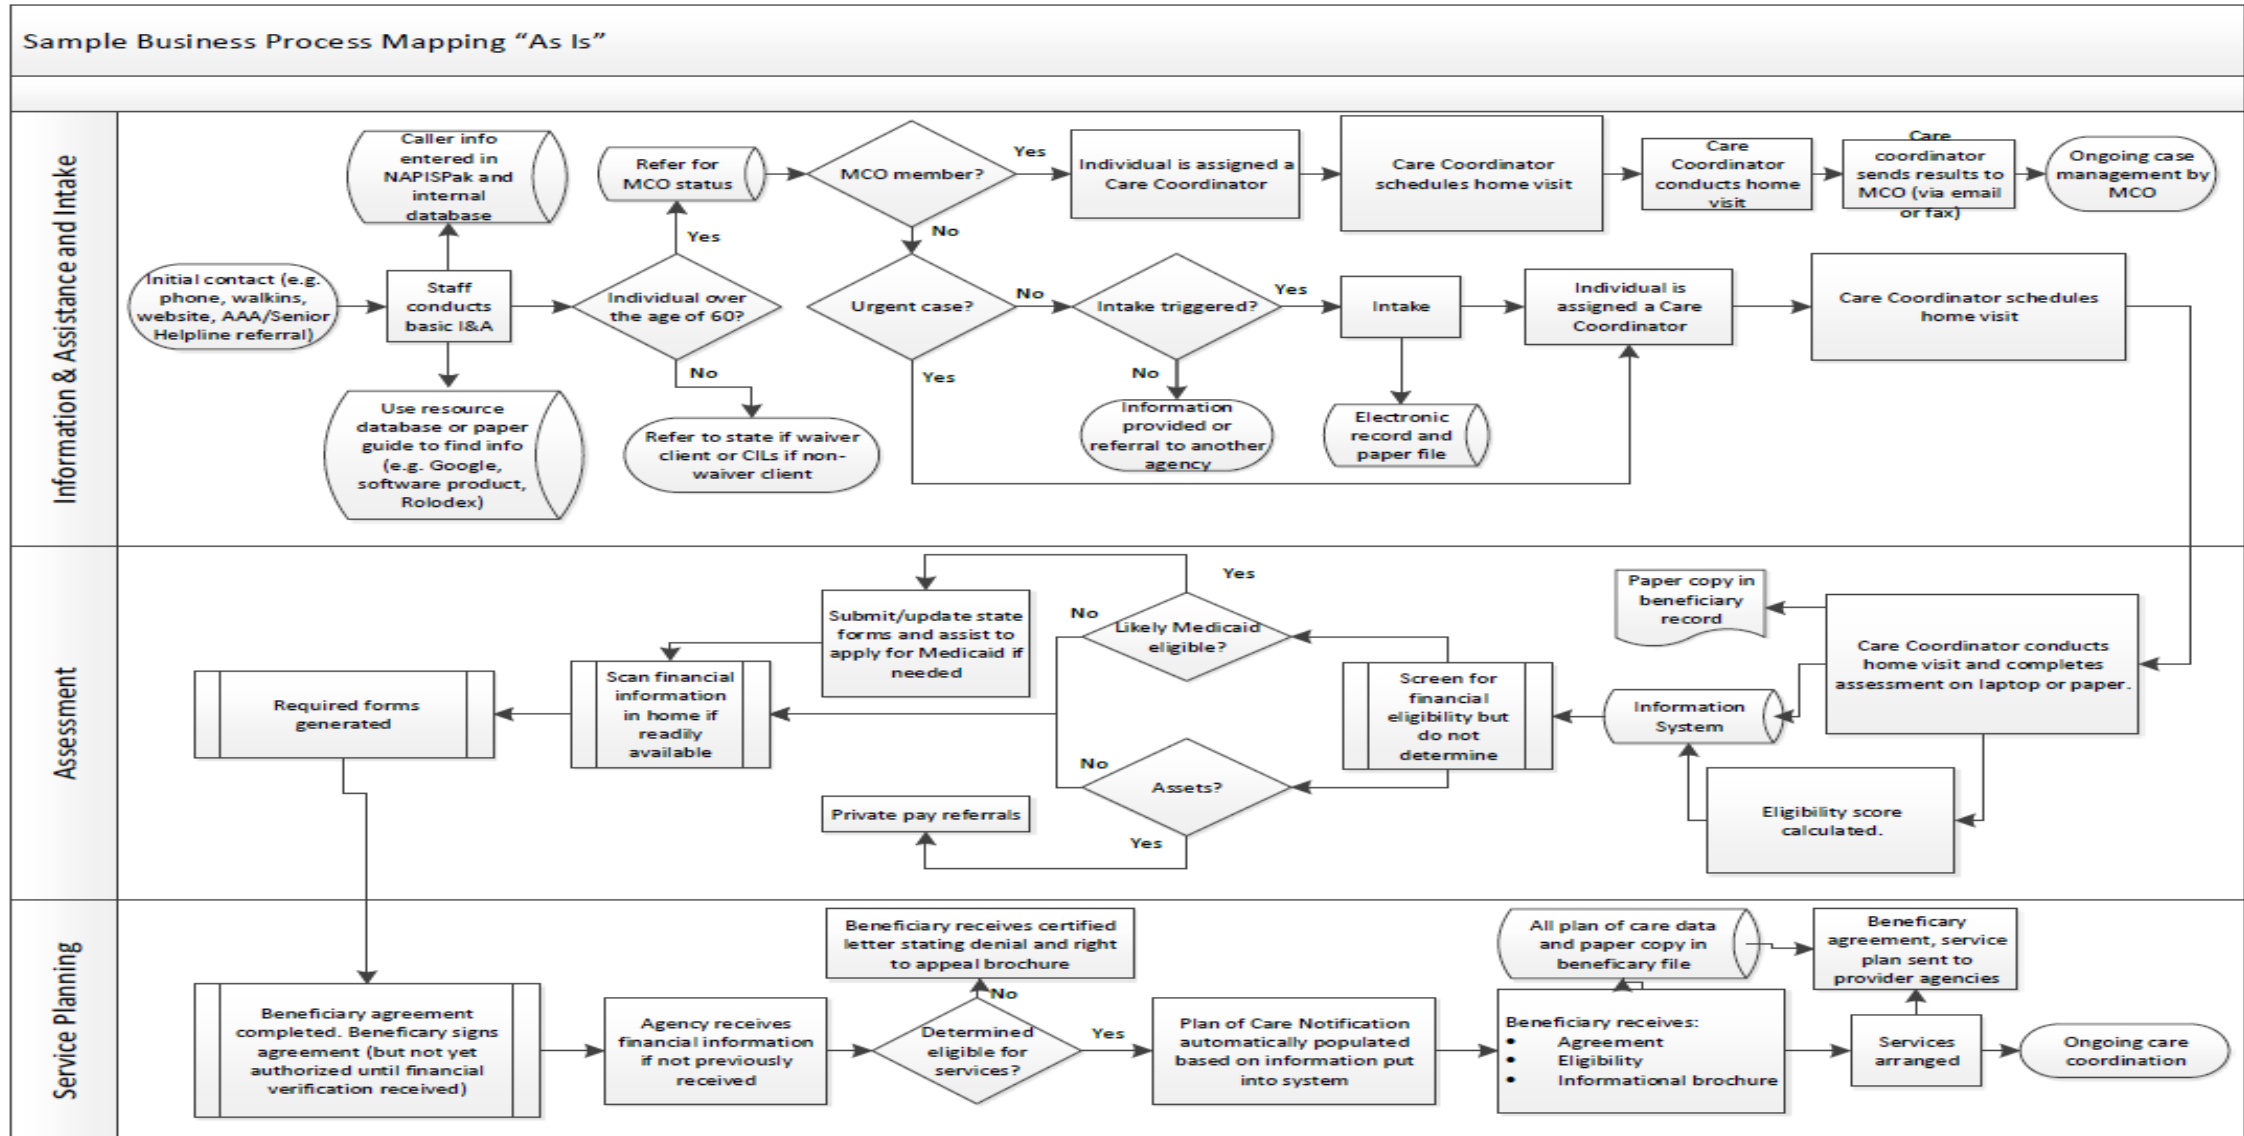 Sample Business Process Mapping “As Is”
Information & Assistance and Intake
Caller info
entered in
NAPISPak and
internal
database
Refer for
MCO status
MCO member?
Yes
Individual is assigned a
Care Coordinator
Care Coordinator
schedules home visit
Care
Coordinator
conducts home
visit
Care
coordinator
sends results to
MCO (via email
or fax)
Ongoing case
management by
MCO
Yes
No
Initial contact (e.g.
phone, walkins,
website, AAA/Senior
Helpline referral)
Staff
conducts
basic I&A
Individual over
the age of 60?
Urgent case?
No
Intake triggered?
Yes
Intake
Individual is
assigned a Care
Coordinator
Care Coordinator schedules
home visit
No
Yes
No
Use resource
database or paper
guide to find info
(e.g. Google,
software product,
Rolodex)
Refer to state if waiver
client or CILs if non-
waiver client
Information
provided or
referral to another
agency
Electronic
record and
paper file
Assessment
Yes
No
Submit/update state
forms and assist to
apply for Medicaid if
needed
Likely Medicaid
eligible?
Paper copy in
beneficiary
record
Care Coordinator conducts
home visit and completes
assessment on laptop or paper.
Required forms
generated
Scan financial
information
in home if
readily
available
Screen for
financial
eligibility but
do not
determine
Information
System
No
Assets?
Private pay referrals
Yes
Eligibility score
calculated.
Service Planning
Beneficiary receives certified
letter stating denial and right
to appeal brochure
All plan of care data
and paper copy in
beneficary file
Beneficary
agreement, service
plan sent to
provider agencies
No
Beneficiary agreement
completed. Beneficary signs
agreement (but not yet
authorized until financial
verification received)
Agency receives
financial information
if not previously
received
Determined
eligible for
services?
Yes
Plan of Care Notification
automatically populated
based on information put
into system
Beneficiary receives:
• Agreement
• Eligibility
• Informational brochure
Services
arranged
Ongoing care
coordination